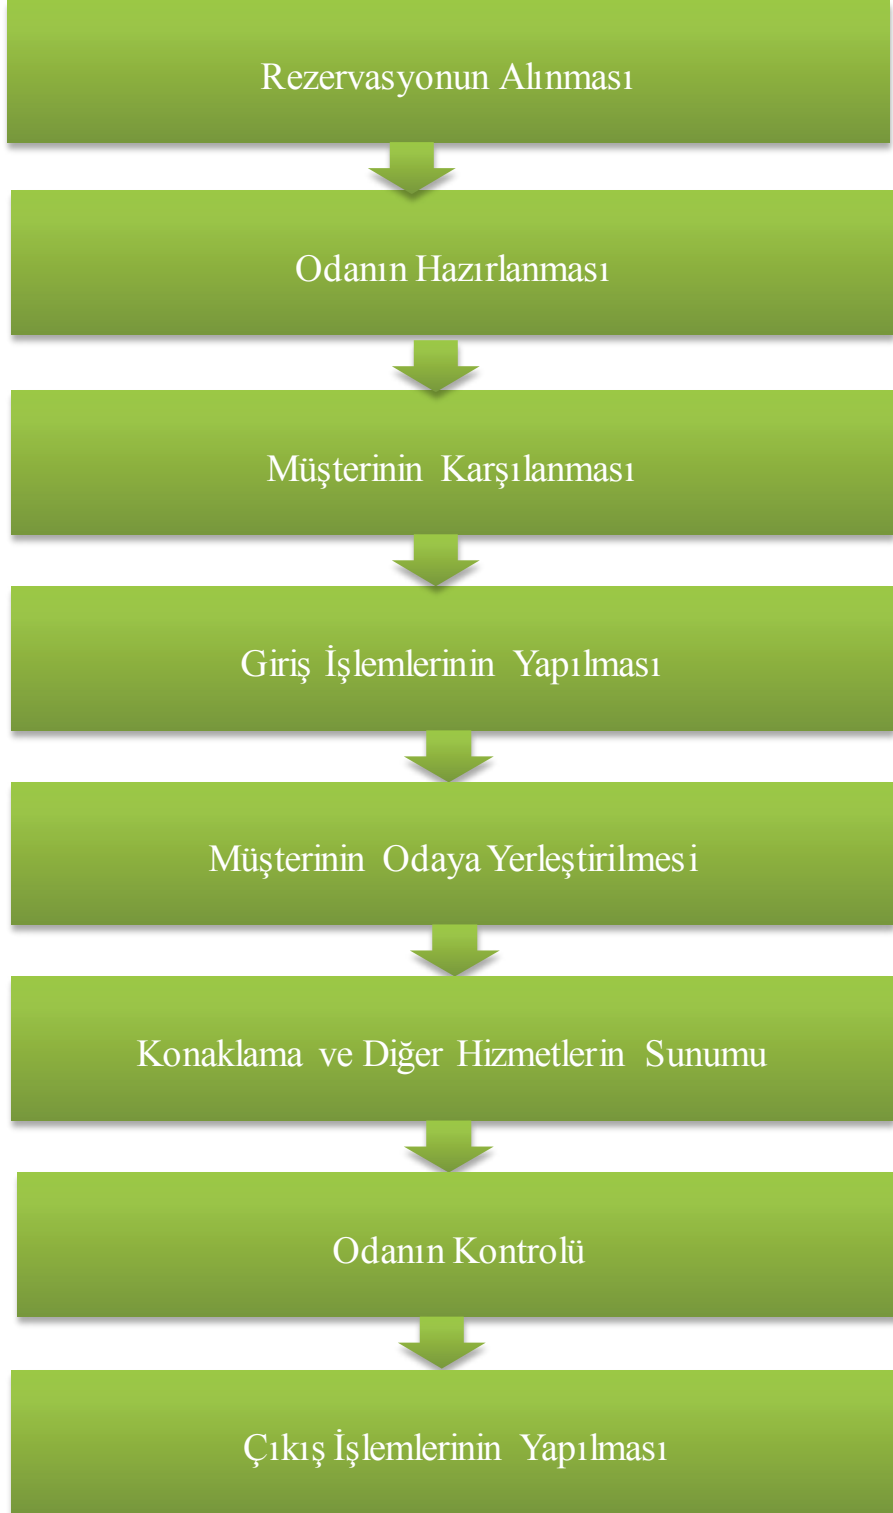 Rezervasyonun Alınması
Odanın Hazırlanması
Müşterinin Karşılanması
Giriş İşlemlerinin Yapılması
Müşterinin Odaya Yerleştirilmesi
Konaklama ve Diğer Hizmetlerin Sunumu
Odanın Kontrolü
Çıkış İşlemlerinin Yapılması